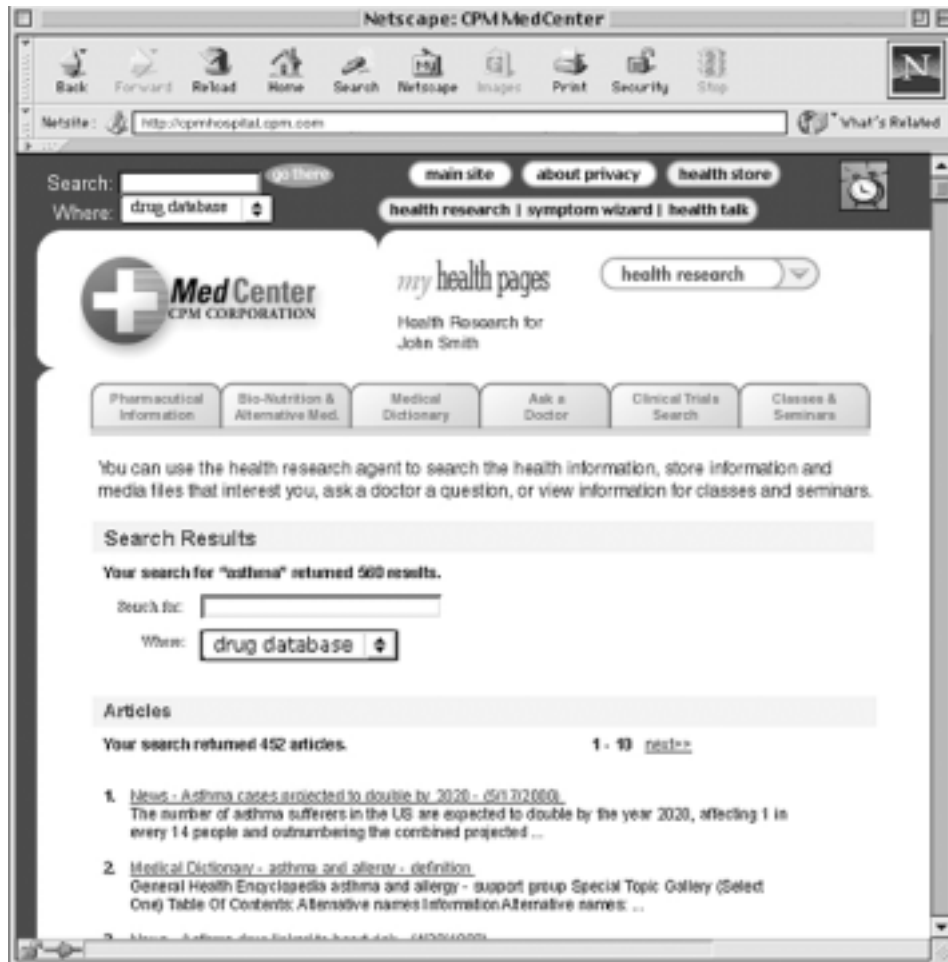 Netscape: CPM MedCenter
Back Forward Reload Home Search Netscape Images Print Security Stop
My
N
Netsite: http://cpmhospital.cpm.com What's Related
Search: go there main site about privacy health store
Where: drug database health research | symptom wizard | health talk
MedCenter
CPM CORPORATION
my health pages
health research
Health Research for
John Smith
Pharmacutical
Information
Bio-Nutrition &
Alternative Med.
Medical
Dictionary
Ask a
Doctor
Clinical Trials
Search
Classes &
Seminars
You can use the health research agent to search the health information, store information and
media files that interest you, ask a doctor a question, or view information for classes and seminars.
Search Results
Your search for "asthma" returned 560 results.
Search for:
Where: drug database
Articles
Your search returned 452 articles. 1 - 10 next>>
1. News - Asthma cases projected to double by 2020 - (5/17/2000)
The number of asthma sufferers in the US are expected to double by the year 2020, affecting 1 in
every 14 people and outnumbering the combined projected ...
2. Medical Dictionary - asthma and allergy - definition
General Health Encyclopedia asthma and allergy - support group Special Topic Gallery (Select
One) Table Of Contents: Alternative names Information Alternative names: ...